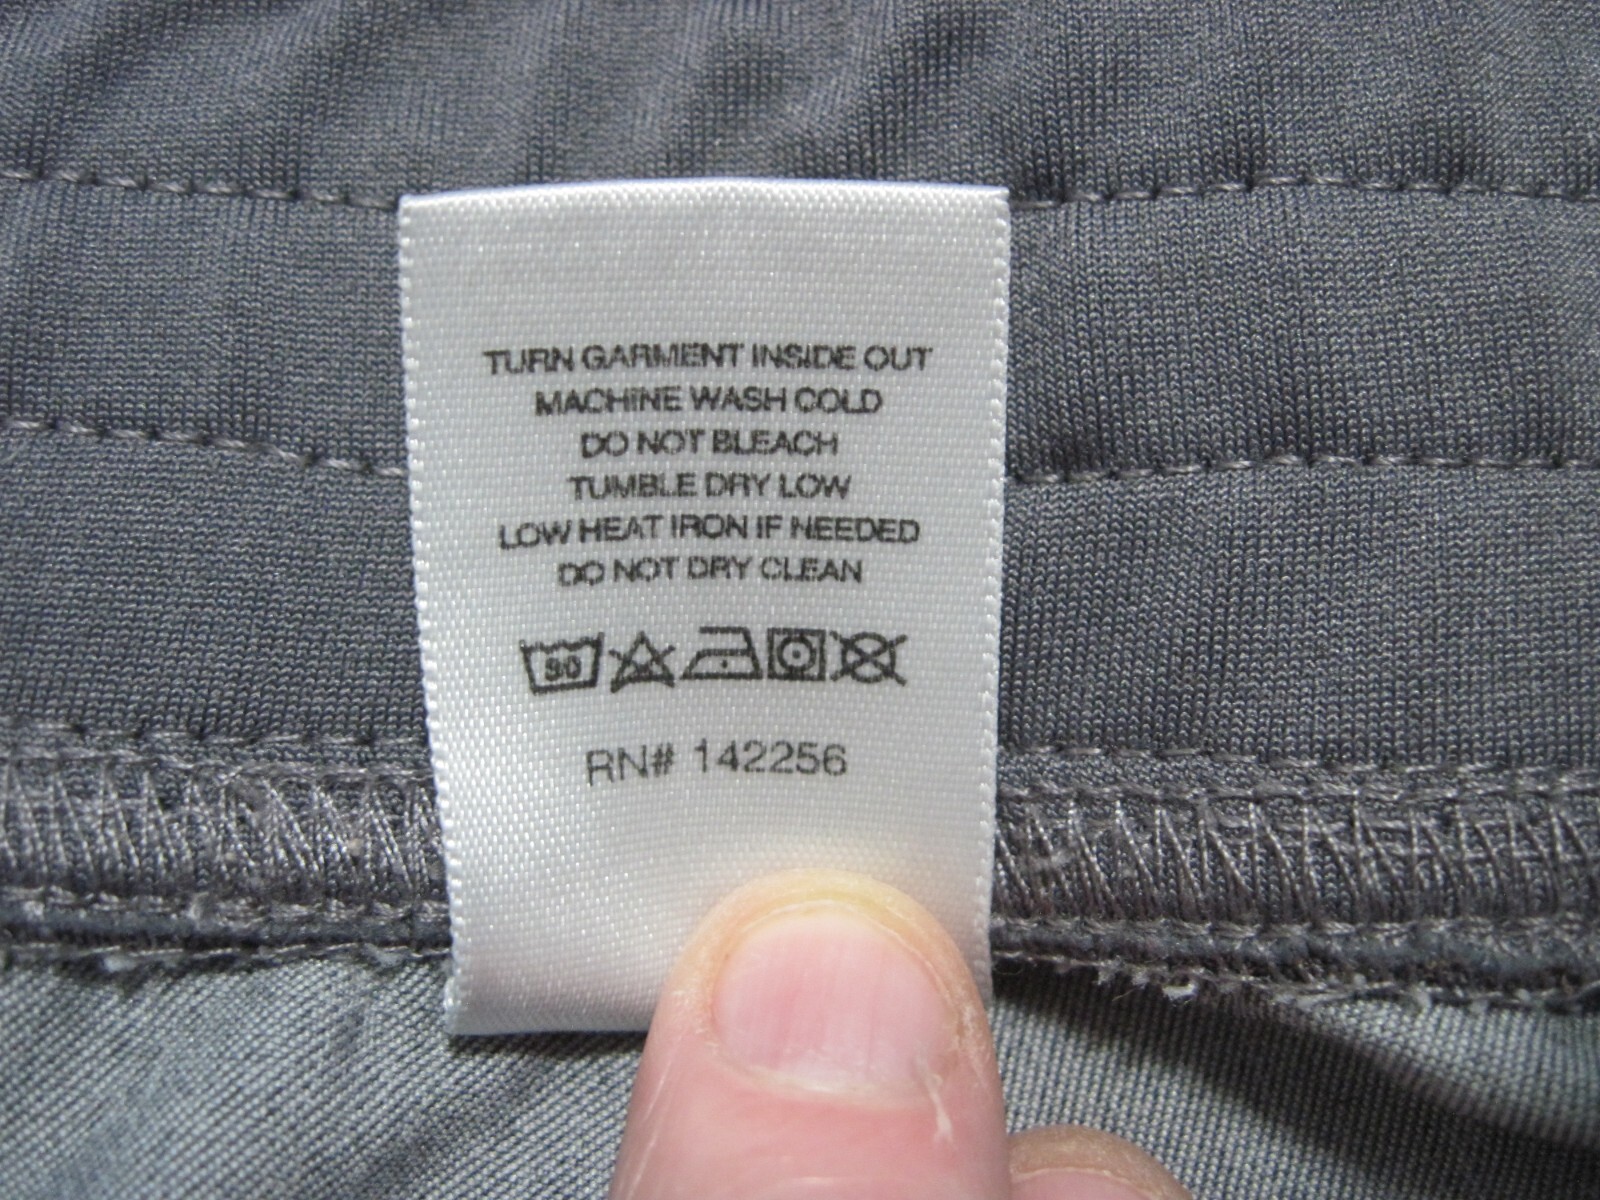 TURN GARMENT INSIDE OUT
MACHINE WASH COLD
DO NOT BLEACH
TUMBLE DRY LOW
LOW HEAT IRON IF NEEDED
DO NOT DRY CLEAN
90
RN# 142256